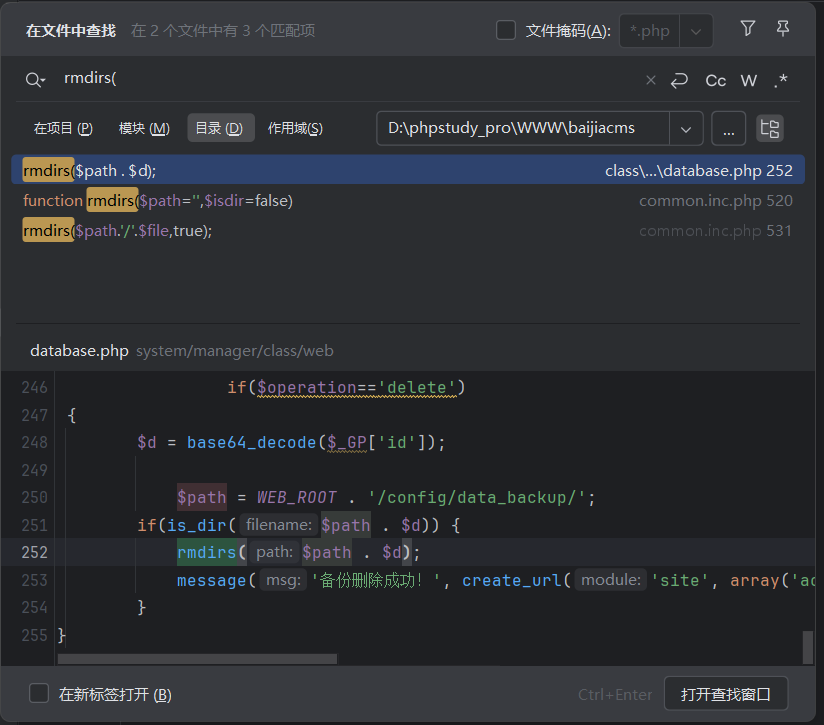 在文件中查找 在 2 个文件中有 3 个匹配项 文件掩码(A): *.php
rmdirs( Cc W .*
在项目 (P) 模块 (M) 目录 (D) 作用域(S) D:\phpstudy_pro\WWW\baijiacms ...
rmdirs($path . $d); class\...\database.php 252
function rmdirs($path='',$isdir=false) common.inc.php 520
rmdirs($path.'/'.$file,true); common.inc.php 531
database.php system/manager/class/web
246 if($operation=='delete')
247 {
248 $d = base64_decode($_GP['id']);
249
250 $path = WEB_ROOT . '/config/data_backup/';
251 if(is_dir( filename: $path . $d)) {
252 rmdirs( path: $path . $d);
253 message( msg: '备份删除成功！', create_url( module: 'site', array('ac
254 }
255 }
在新标签打开 (B) Ctrl+Enter 打开查找窗口